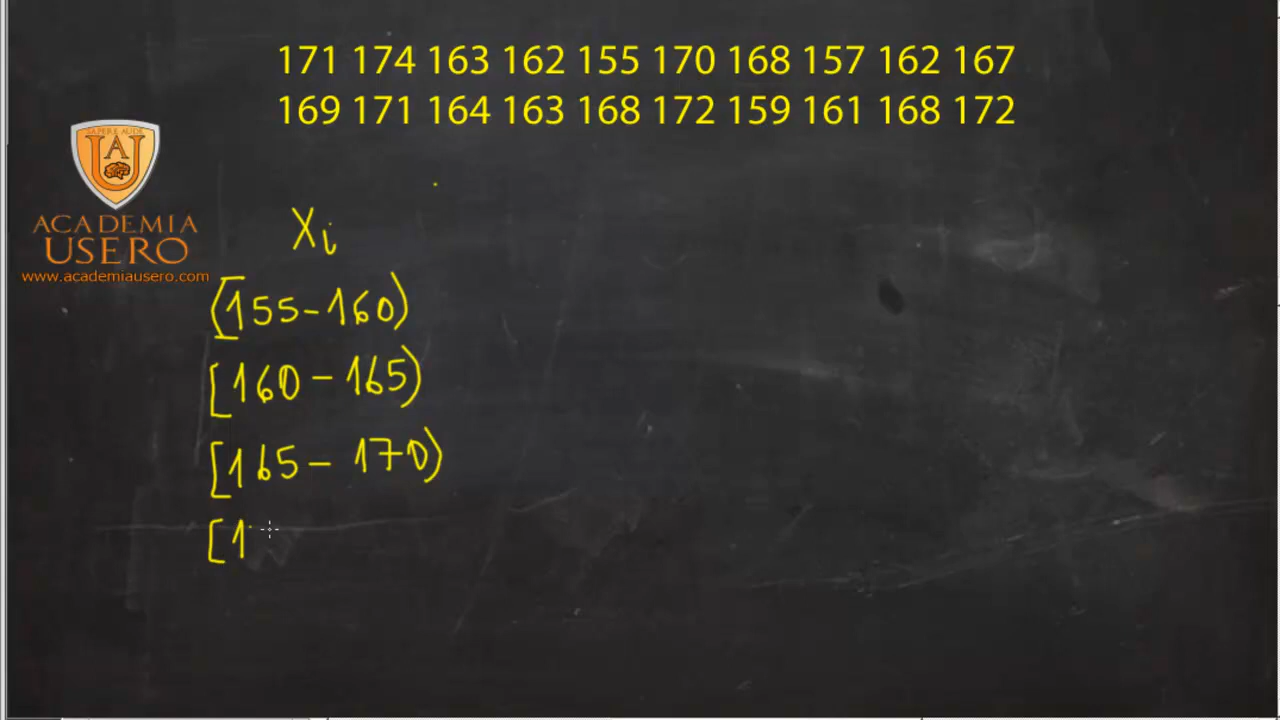 171 174 163 162 155 170 168 157 162 167
169 171 164 163 168 172 159 161 168 172
SAPERE AUDE
UA
ACADEMIA
USERO
www.academiausero.com
Xi
[155-160)
[160-165)
[165-170)
[1